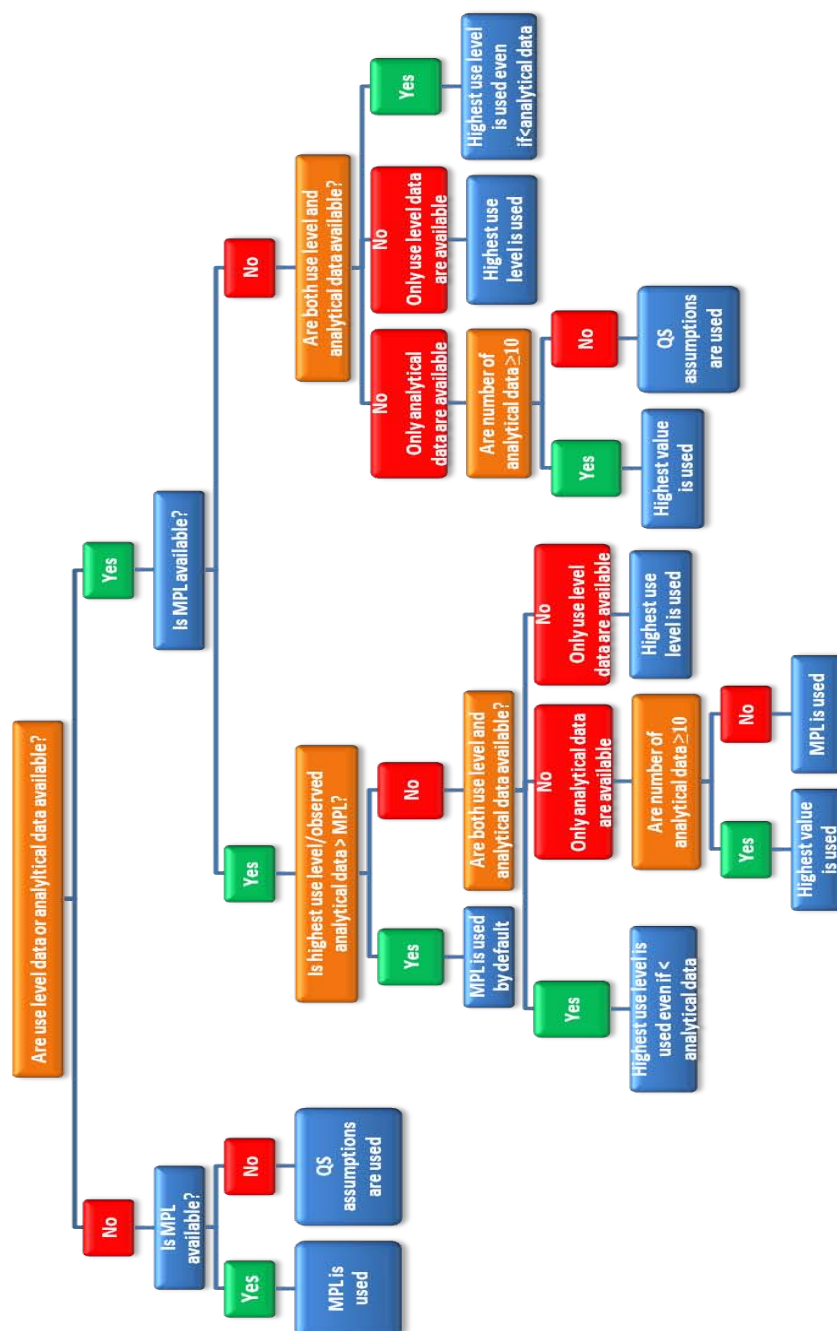 Are use level data or analyltical data available?
No
Is MPL
available?
Yes
MPL is
used
No
QS
assumptions
are used
Yes
Is MPL available?
Yes
Is highest use level/observed
analytical data > MPL?
Yes
MPL is used
by default
No
Are both use level and
analytical data available?
Yes
Highest use level is
used even if <
analytical data
No
Only analytical data
are available
Are number of
analytical data ≥10
Yes
Highest value
is used
No
MPL is used
No
Only use level
data are available
Highest use
level is used
No
Are both use level and
analytical data available?
No
Only analytical
data are available
Are number of
analytical data ≥10
Yes
Highest value
is used
No
QS
assumptions
are used
No
Only use level data
are available
Highest use
level is used
Yes
Highest use level
is used even
if<analytical data